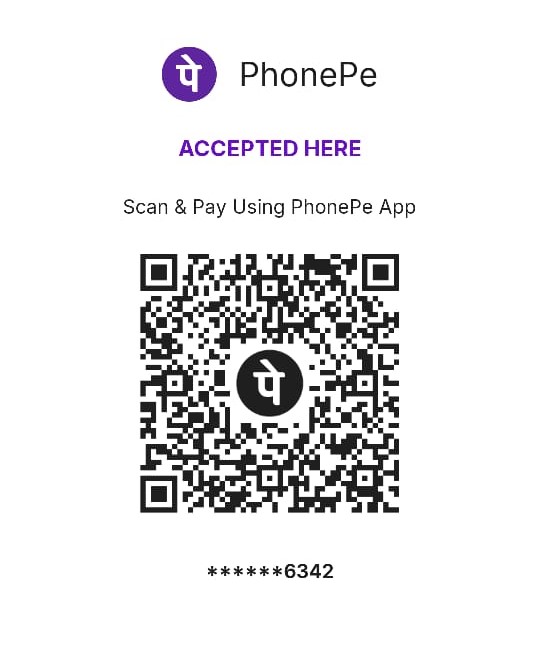 पे PhonePe
ACCEPTED HERE
Scan & Pay Using PhonePe App
पे
******6342